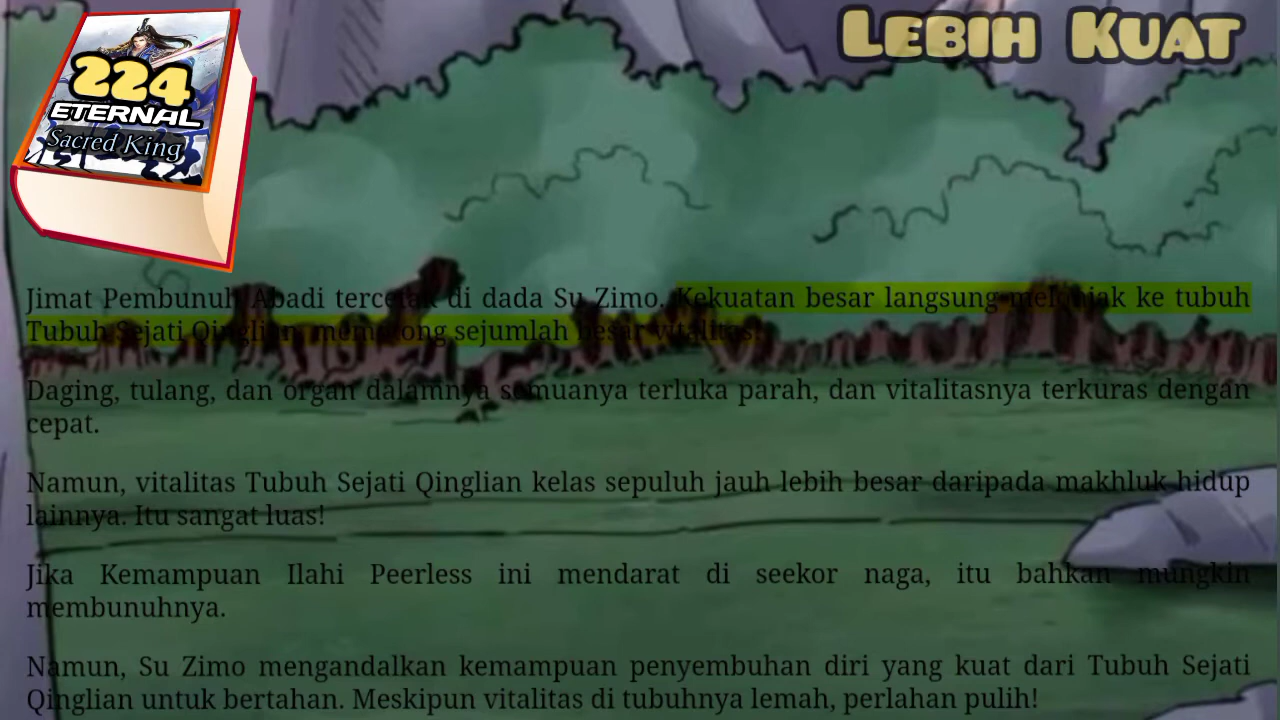 LEBIH KUAT
224
ETERNAL
Sacred King
Jimat Pembunuh Abadi tercetak di dada Su Zimo. Kekuatan besar langsung melonjak ke tubuh
Tubuh Sejati Qinglian, memotong sejumlah besar vitalitas!
Daging, tulang, dan organ dalamnya semuanya terluka parah, dan vitalitasnya terkuras dengan
cepat.
Namun, vitalitas Tubuh Sejati Qinglian kelas sepuluh jauh lebih besar daripada makhluk hidup
lainnya. Itu sangat luas!
Jika Kemampuan Ilahi Peerless ini mendarat di seekor naga, itu bahkan mungkin
membunuhnya.
Namun, Su Zimo mengandalkan kemampuan penyembuhan diri yang kuat dari Tubuh Sejati
Qinglian untuk bertahan. Meskipun vitalitas di tubuhnya lemah, perlahan pulih!